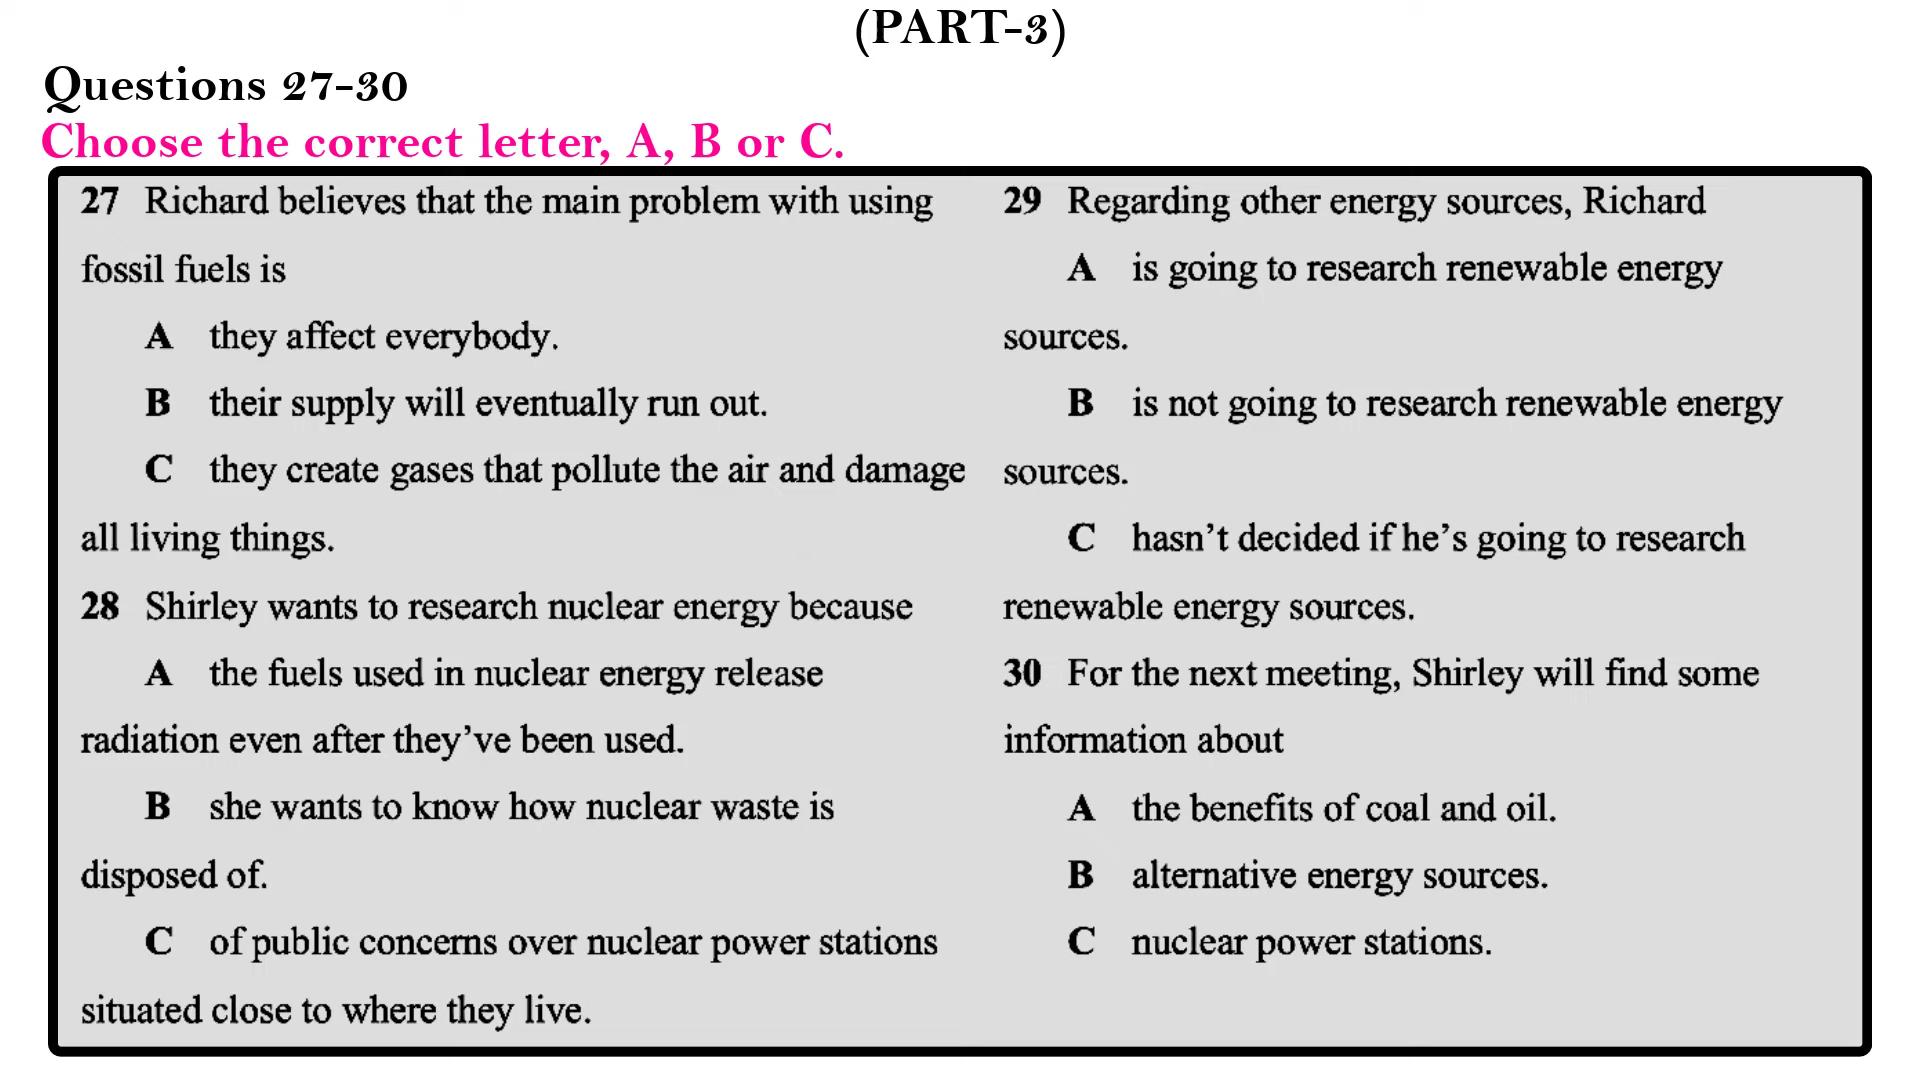 (PART-3)
Questions 27-30
Choose the correct letter, A, B or C.
27 Richard believes that the main problem with using
fossil fuels is
A they affect everybody.
B their supply will eventually run out.
C they create gases that pollute the air and damage
all living things.
28 Shirley wants to research nuclear energy because
A the fuels used in nuclear energy release
radiation even after they’ve been used.
B she wants to know how nuclear waste is
disposed of.
C of public concerns over nuclear power stations
situated close to where they live.
29 Regarding other energy sources, Richard
A is going to research renewable energy
sources.
B is not going to research renewable energy
sources.
C hasn’t decided if he’s going to research
renewable energy sources.
30 For the next meeting, Shirley will find some
information about
A the benefits of coal and oil.
B alternative energy sources.
C nuclear power stations.